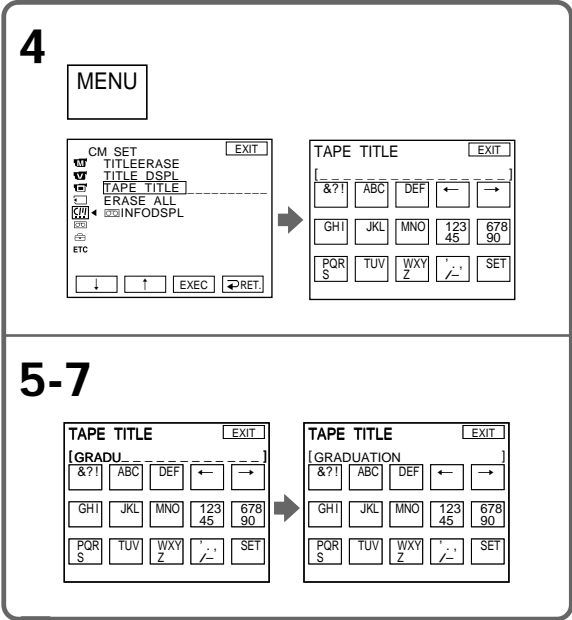 4
MENU
CM SET EXIT
TITLEERASE
TITLE DSPL
TAPE TITLE
ERASE ALL
INFODSPL
ETC
↓ ↑ EXEC RET.
TAPE TITLE EXIT
[_ _ _ _ _ _ _ _ _ _ _ _ _ _ _ _ _ _]
&?! ABC DEF ← →
GHI JKL MNO 123 678
45 90
PQR TUV WXY ' . , SET
S Z /–
5-7
TAPE TITLE EXIT
[GRADU_ _ _ _ _ _ _ _ _ _ _ _ _]
&?! ABC DEF ← →
GHI JKL MNO 123 678
45 90
PQR TUV WXY ' . , SET
S Z /–
TAPE TITLE EXIT
[GRADUATION ]
&?! ABC DEF ← →
GHI JKL MNO 123 678
45 90
PQR TUV WXY ' . , SET
S Z /–